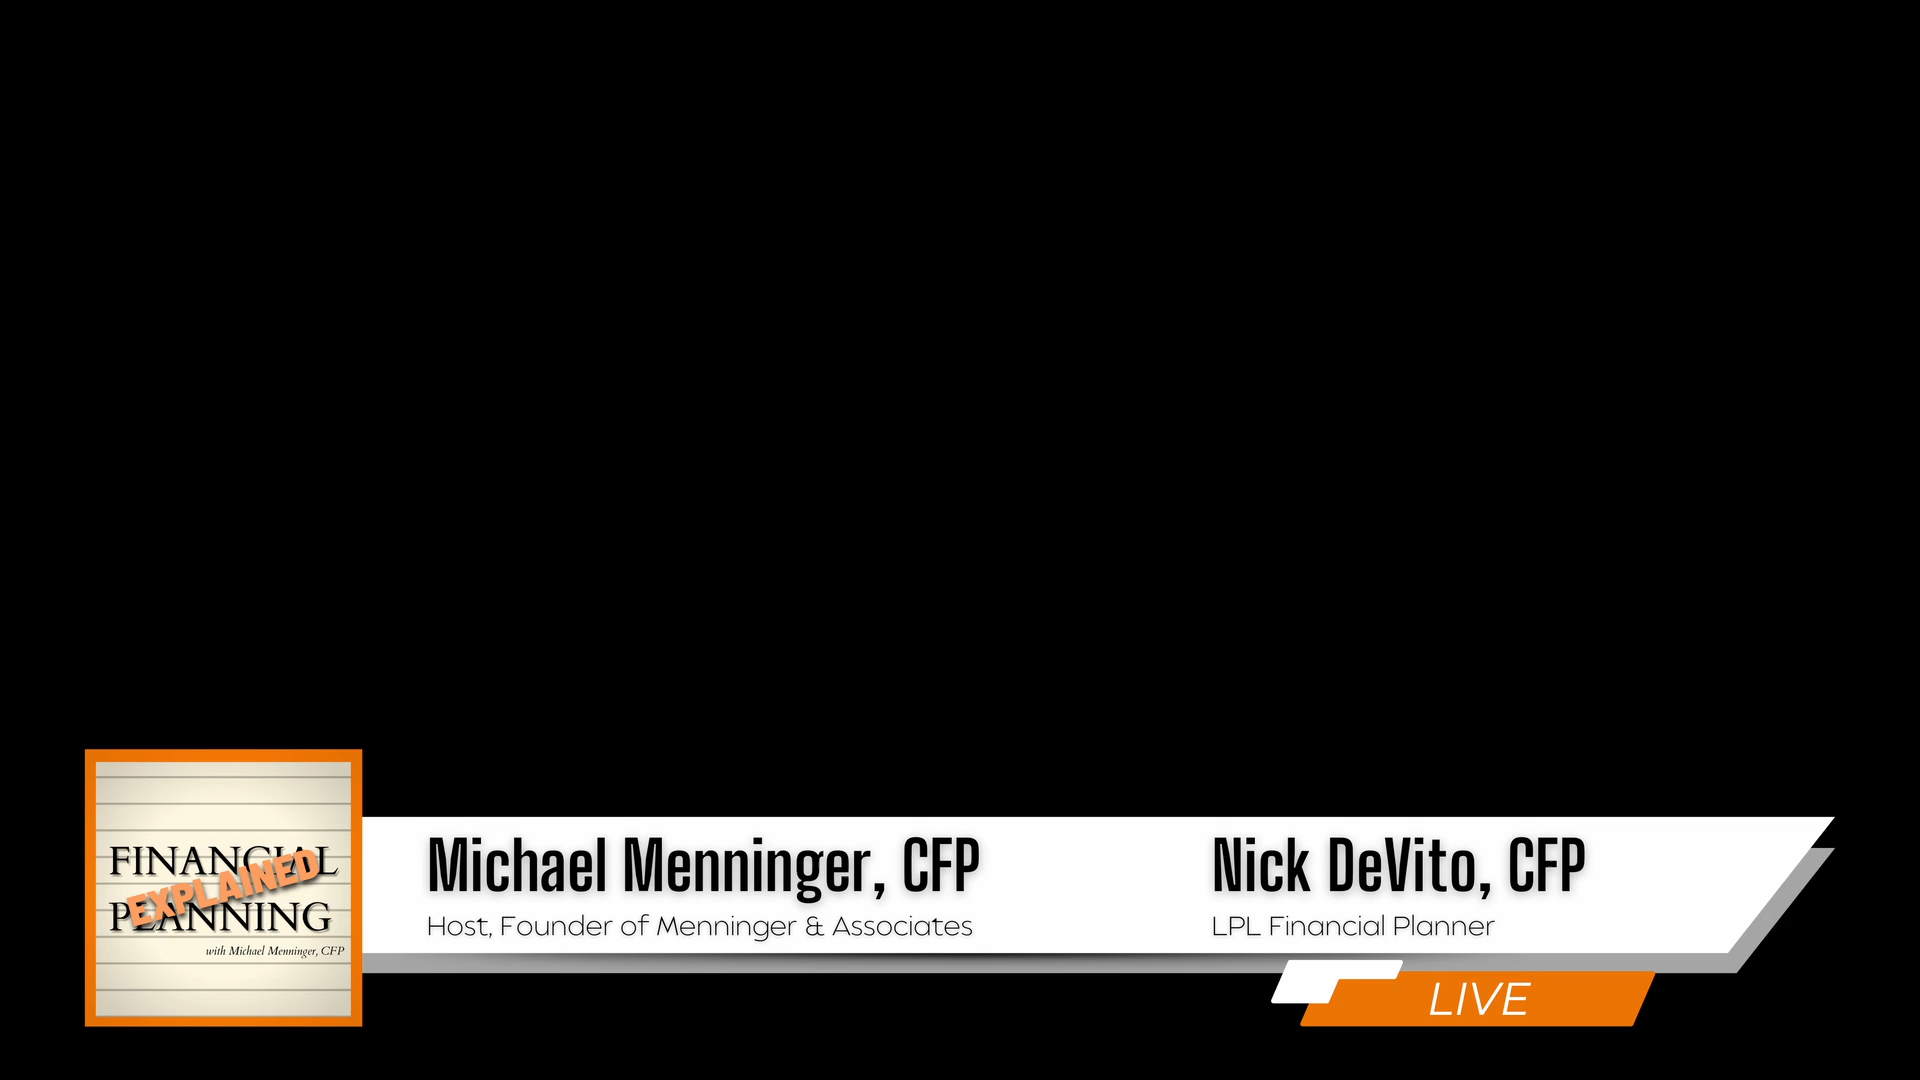 FINANCIAL
EXPLAINED
PLANNING
with Michael Menninger, CFP
Michael Menninger, CFP
Host, Founder of Menninger & Associates
Nick DeVito, CFP
LPL Financial Planner
LIVE